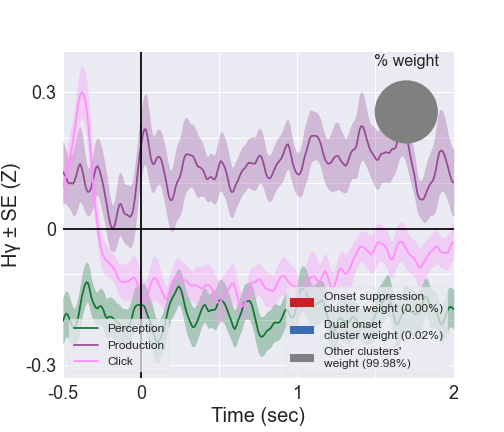 % weight
0.3
0
-0.3
Hγ ± SE (Z)
Perception
Production
Click
Onset suppression
cluster weight (0.00%)
Dual onset
cluster weight (0.02%)
Other clusters'
weight (99.98%)
-0.5
0
1
2
Time (sec)